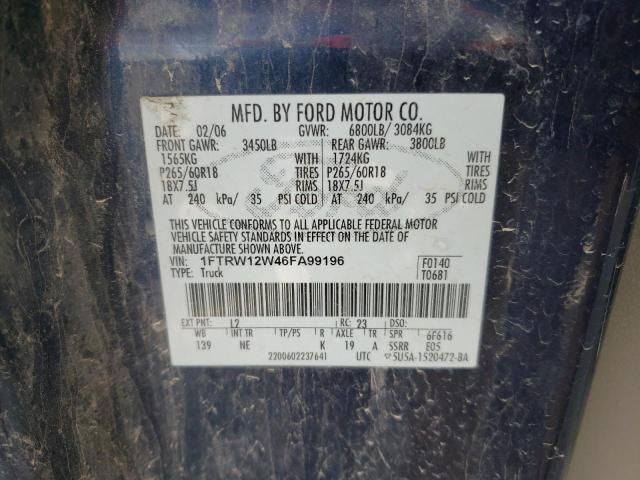 MFD. BY FORD MOTOR CO.
DATE: 02/06 GVWR: 6800LB/ 3084KG
FRONT GAWR: 3450LB REAR GAWR: 3800LB
1565KG WITH 1724KG WITH
P265/60R18 TIRES P265/60R18 TIRES
18X7.5J RIMS 18X7.5J RIMS
AT 240 kPa/ 35 PSI COLD AT 240 kPa/ 35 PSI COLD
THIS VEHICLE CONFORMS TO ALL APPLICABLE FEDERAL MOTOR
VEHICLE SAFETY STANDARDS IN EFFECT ON THE DATE OF
MANUFACTURE SHOWN ABOVE.
VIN: 1FTRW12W46FA99196 F0140
TYPE: Truck T0681
EXT PNT: L2 RC: 23 DSO:
WB INT TR TP/PS R AXLE TR SPR 6F616
139 NE K 19 A SSRR E05
2200602237641 UTC 5U5A-1520472-BA
Ford